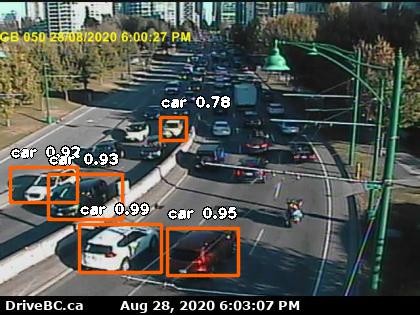 GB 050 28/08/2020 6:00:27 PM
car 0.78
car 0.92
car 0.93
car 0.99
car 0.95
DriveBC.ca
Aug 28, 2020 6:03:07 PM